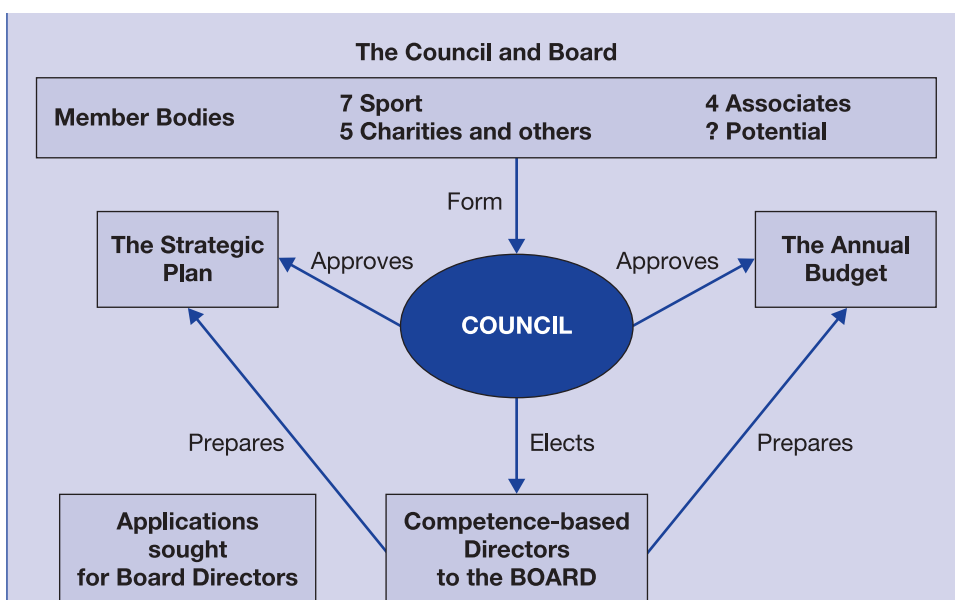 The Council and Board
Member Bodies
7 Sport
5 Charities and others
4 Associates
? Potential
Form
The Strategic
Plan
Approves
Approves
The Annual
Budget
COUNCIL
Prepares
Elects
Prepares
Applications
sought
for Board Directors
Competence-based
Directors
to the BOARD